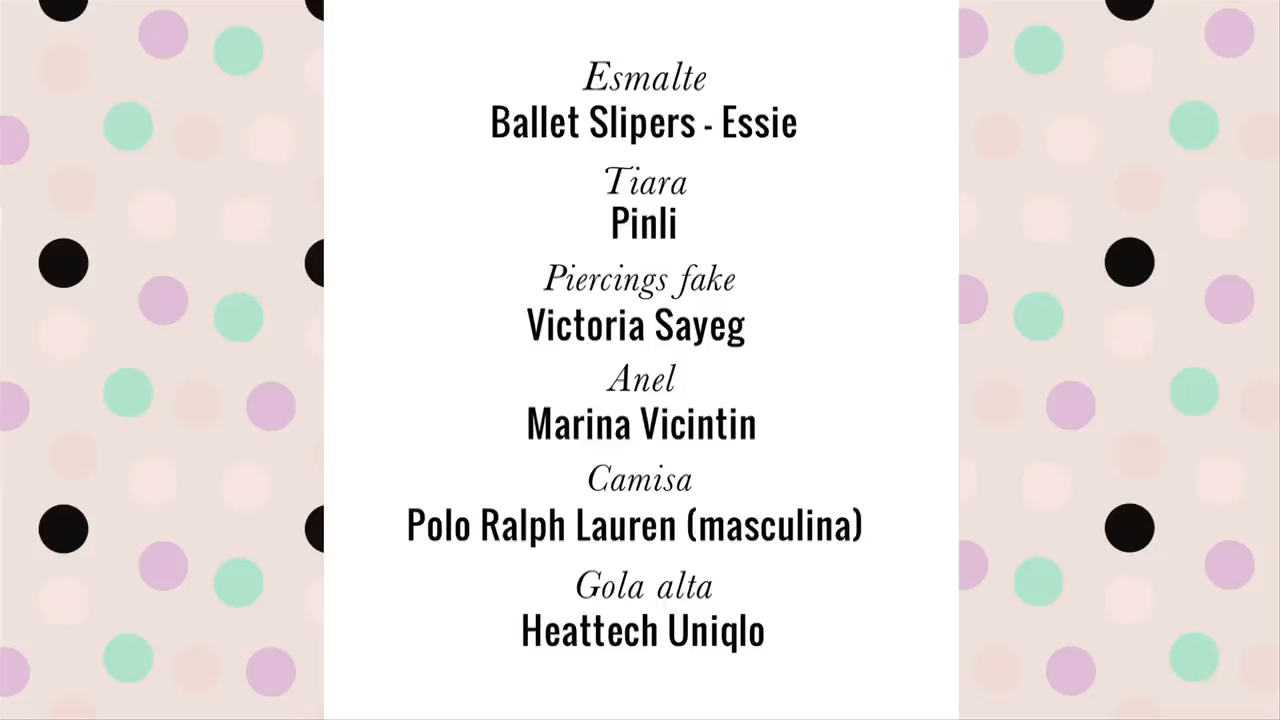 Esmalte
Ballet Slipers - Essie
Tiara
Pinli
Piercings fake
Victoria Sayeg
Anel
Marina Vicintin
Camisa
Polo Ralph Lauren (masculina)
Gola alta
Heattech Uniqlo